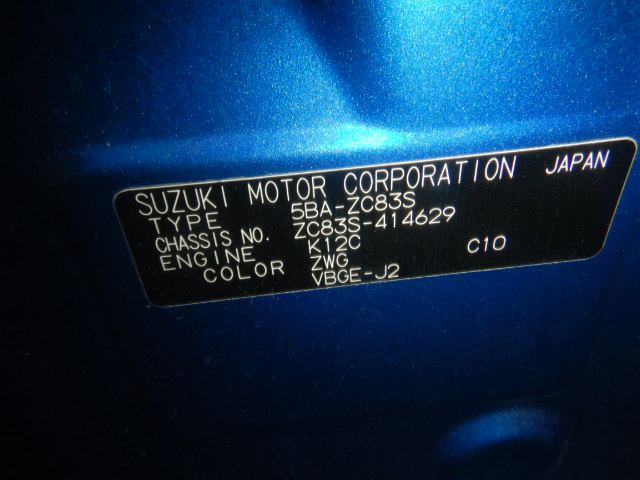 SUZUKI MOTOR CORPORATION JAPAN
TYPE 5BA-ZC83S
CHASSIS NO. ZC83S-414629
ENGINE K12C C10
COLOR ZWG
VBGE-J2